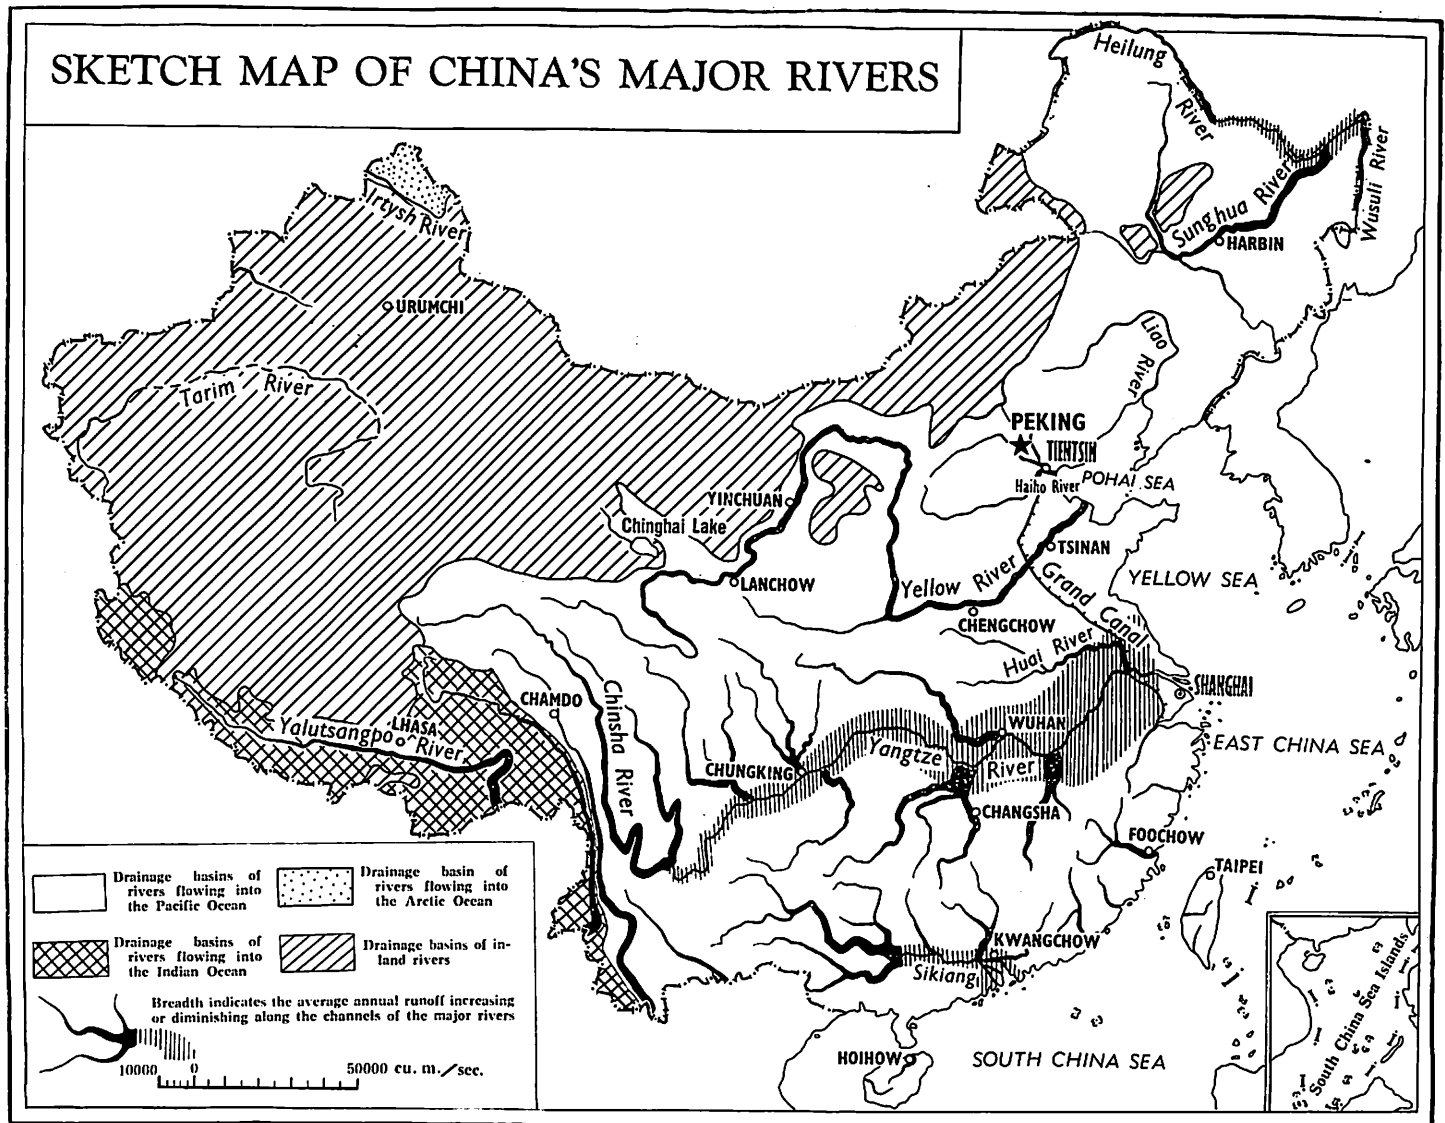 SKETCH MAP OF CHINA'S MAJOR RIVERS
Heilung
River
Wusuli River
Sunghua River
HARBIN
Irtysh River
URUMCHI
Tarim River
Liao
River
PEKING
TIENTSIN
Haiho River
POHAI SEA
YINCHUAN
Chinghai Lake
LANCHOW
Yellow River
TSINAN
YELLOW SEA
Grand Canal
CHENGCHOW
Huai River
SHANGHAI
CHAMDO
Chinsha
River
LHASA
Yalutsangpo River
WUHAN
EAST CHINA SEA
Yangtze
River
CHUNGKING
CHANGSHA
FOOCHOW
TAIPEI
KWANGCHOW
Sikiang
HOIHOW
SOUTH CHINA SEA
South China Sea Islands
Drainage basins of
rivers flowing into
the Pacific Ocean
Drainage basin of
rivers flowing into
the Arctic Ocean
Drainage basins of
rivers flowing into
the Indian Ocean
Drainage basins of in-
land rivers
Breadth indicates the average annual runoff increasing
or diminishing along the channels of the major rivers
10000 0 50000 cu. m./sec.